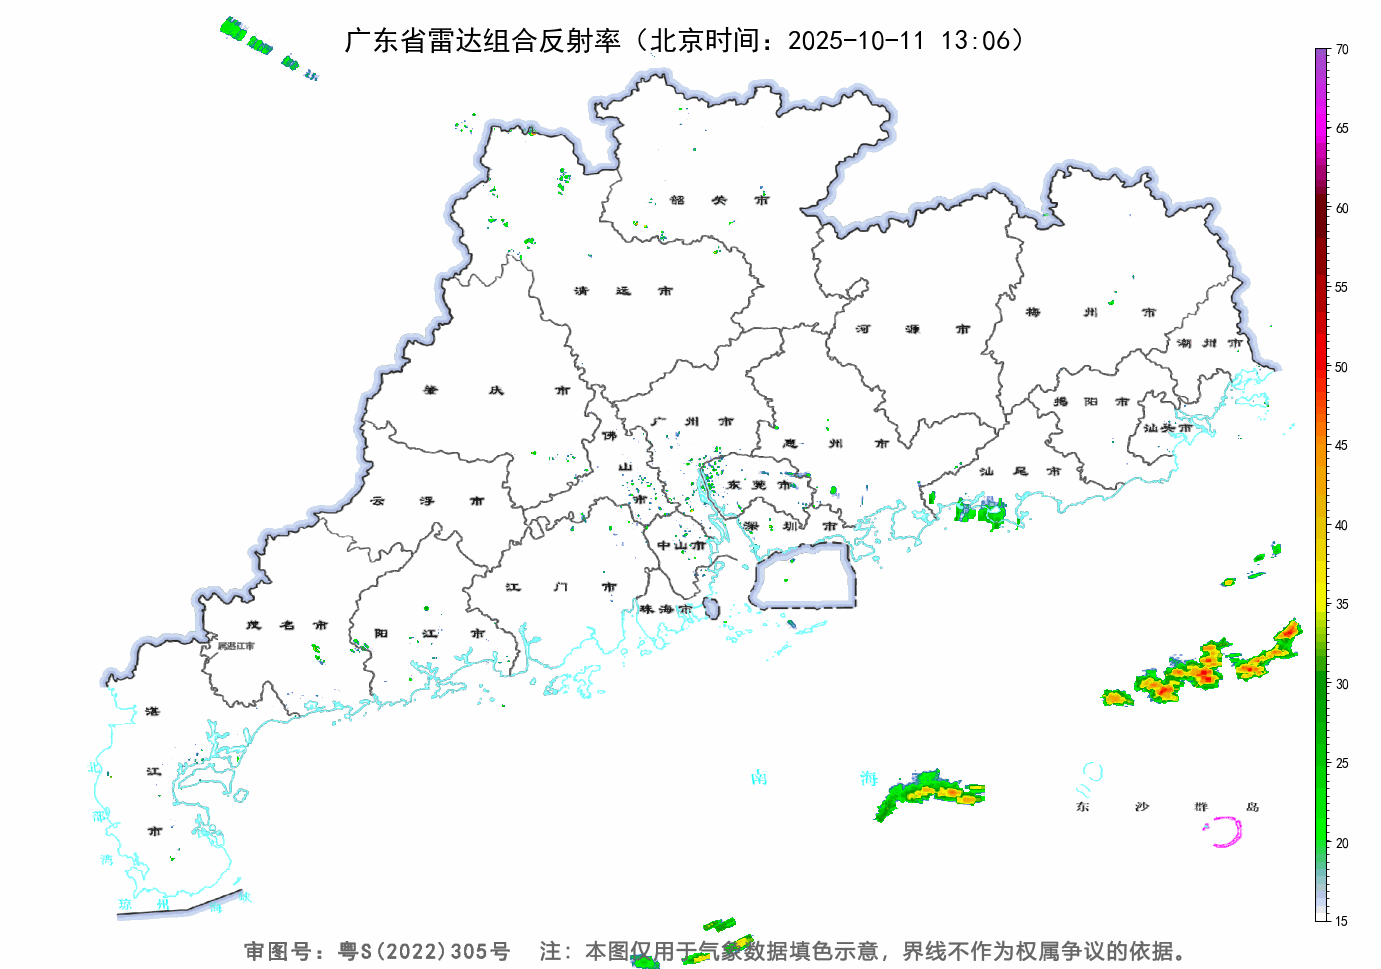 广东省雷达组合反射率（北京时间：2025-10-11 13:06）
70
65
60
55
50
45
40
35
30
25
20
15
韶关市
清远市
河源市
梅州市
潮州市
肇庆市
广州市
佛山市
惠州市
揭阳市
汕头市
汕尾市
云浮市
东莞市
深圳市
中山市
江门市
珠海市
茂名市
阳江市
属湛江市
湛江市
北部湾
琼州海峡
南海
东沙群岛
审图号：粤S(2022)305号 注：本图仅用于气象数据填色示意，界线不作为权属争议的依据。